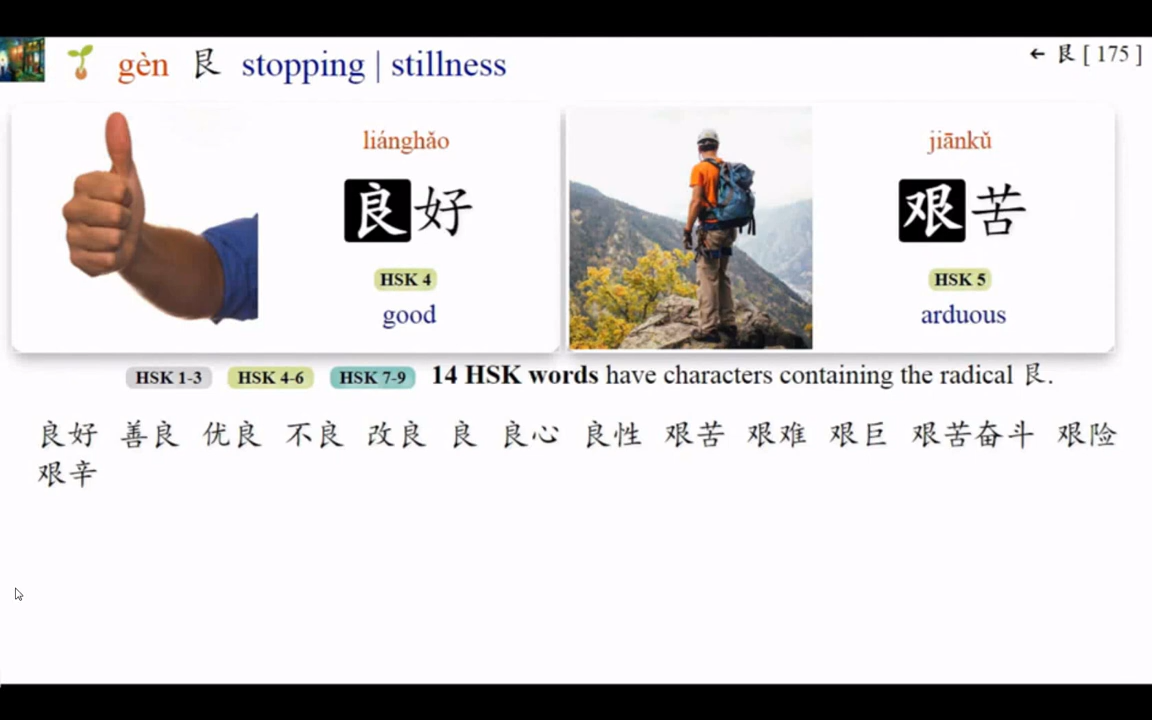 gèn 艮 stopping | stillness
← 艮 [ 175 ]
liánghǎo
良好
HSK 4
good
jiānkǔ
艰苦
HSK 5
arduous
HSK 1-3 HSK 4-6 HSK 7-9 14 HSK words have characters containing the radical 艮.
良好 善良 优良 不良 改良 良 良心 良性 艰苦 艰难 艰巨 艰苦奋斗 艰险
艰辛